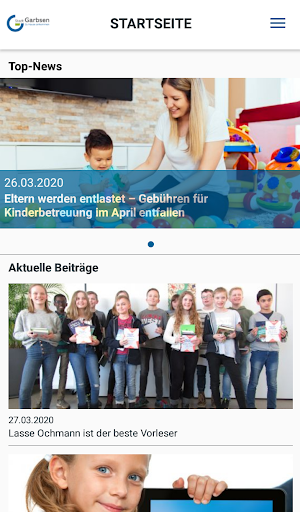 Stadt
Garbsen
STARTSEITE
Top-News
26.03.2020
Eltern werden entlastet – Gebühren für
Kinderbetreuung im April entfallen
Aktuelle Beiträge
27.03.2020
Lasse Ochmann ist der beste Vorleser